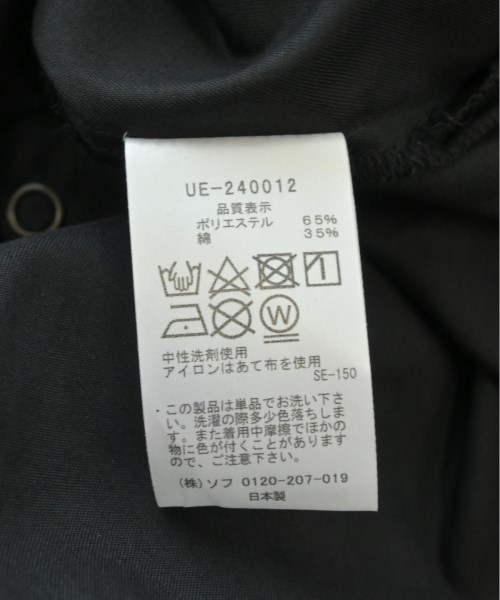 UE-240012
品質表示
ポリエステル 65%
綿 35%
W
中性洗剤使用
アイロンはあて布を使用
SE-150
・この製品は単品でお洗い下さ
い。洗濯の際多少色落ちしま
す。また着用中摩擦でほかの
物に色が付くことがあります
ので、ご注意下さい。
(株)ソフ 0120-207-019
日本製